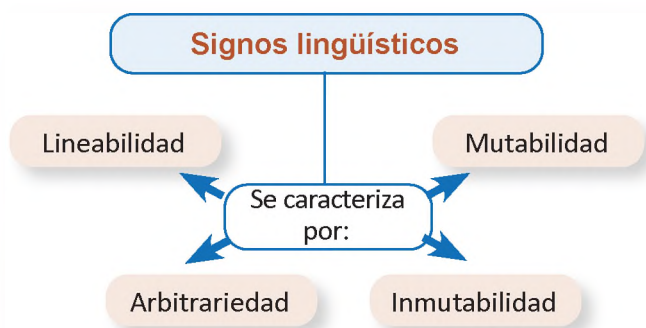 Signos lingüísticos
Lineabilidad
Mutabilidad
Se caracteriza
por:
Arbitrariedad
Inmutabilidad